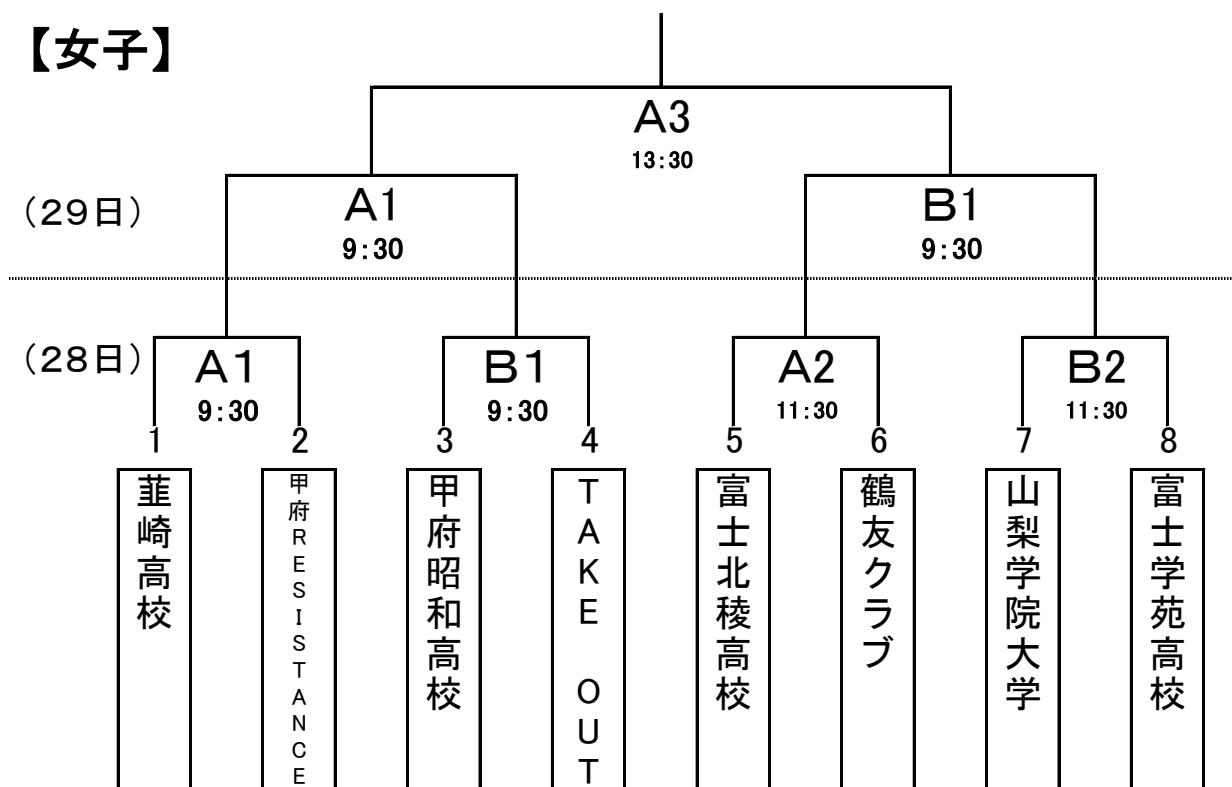 【女子】
A3
13:30
(29日)
A1
9:30
B1
9:30
(28日)
A1
9:30
B1
9:30
A2
11:30
B2
11:30
1
2
3
4
5
6
7
8
韮崎高校
甲府RESISTANCE
甲府昭和高校
TAKE OUT
富士北稜高校
鶴友クラブ
山梨学院大学
富士学苑高校